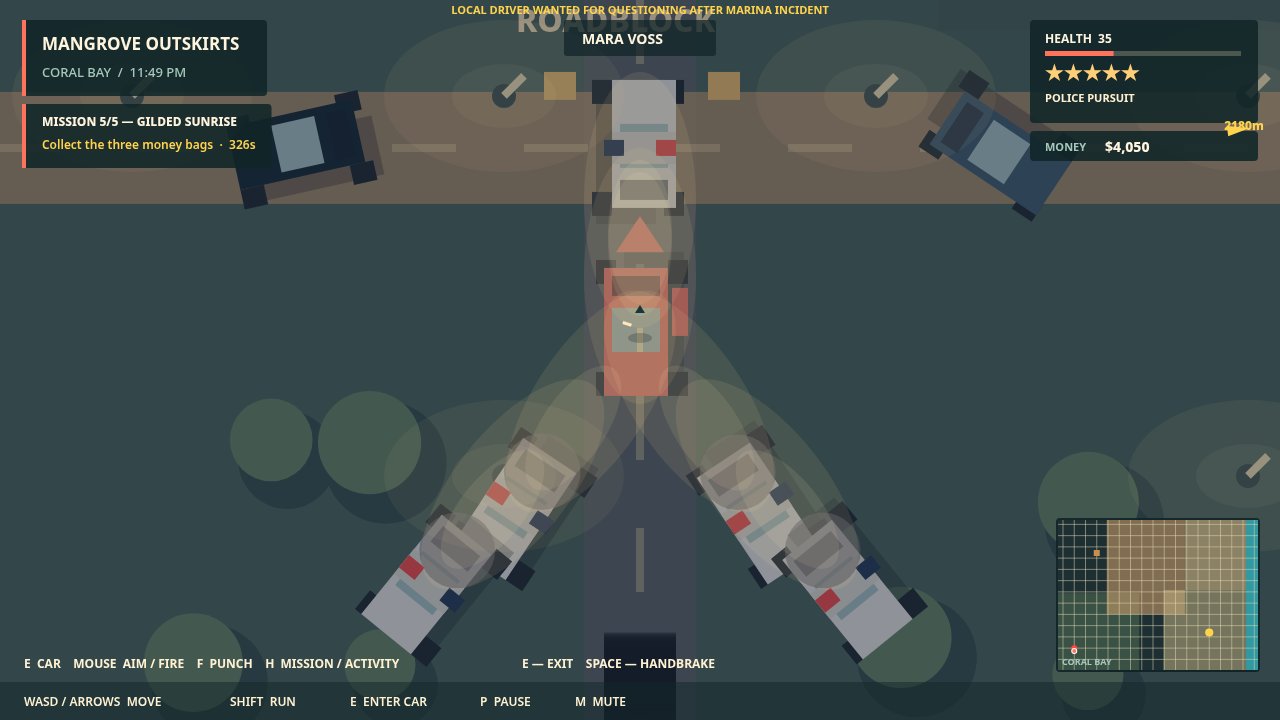 LOCAL DRIVER WANTED FOR QUESTIONING AFTER MARINA INCIDENT
ROADBLOCK
MARA VOSS
MANGROVE OUTSKIRTS
CORAL BAY / 11:49 PM
MISSION 5/5 — GILDED SUNRISE
Collect the three money bags · 326s
HEALTH 35
★★★★★
POLICE PURSUIT
2180m
MONEY $4,050
CORAL BAY
E CAR MOUSE AIM / FIRE F PUNCH H MISSION / ACTIVITY
E — EXIT SPACE — HANDBRAKE
WASD / ARROWS MOVE SHIFT RUN E ENTER CAR P PAUSE M MUTE